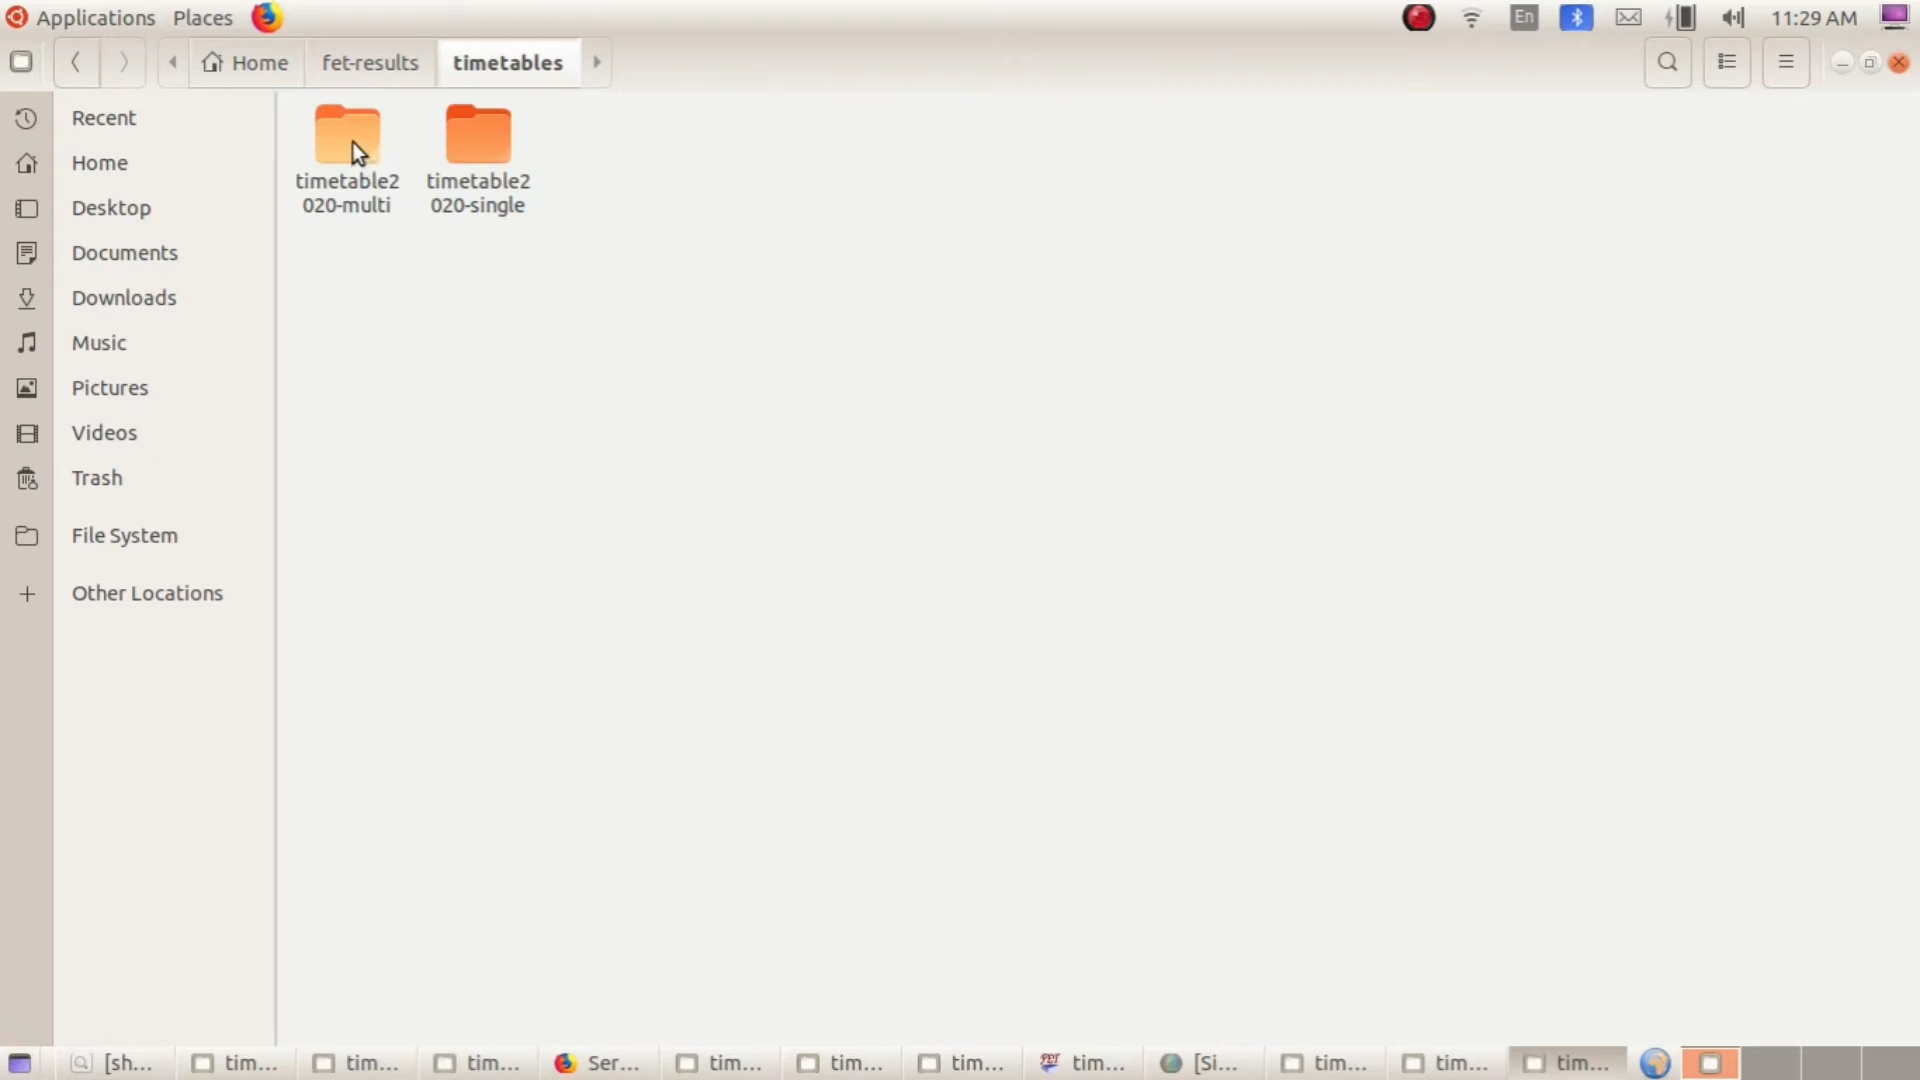 Applications Places En 11:29 AM
Home fet-results timetables
Recent
Home
Desktop
Documents
Downloads
Music
Pictures
Videos
Trash
File System
Other Locations
timetable2
020-multi
timetable2
020-single
[sh... tim... tim... tim... Ser... tim... tim... tim... FET tim... [Si... tim... tim... tim...